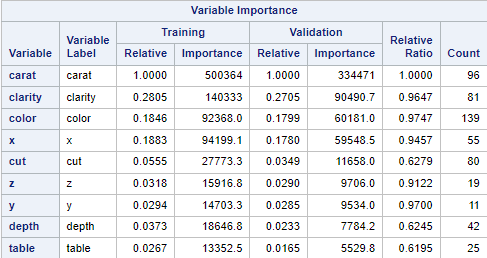 Variable Importance
Training Validation
Variable Variable Label Relative Importance Relative Importance Relative Ratio Count
carat carat 1.0000 500364 1.0000 334471 1.0000 96
clarity clarity 0.2805 140333 0.2705 90490.7 0.9647 81
color color 0.1846 92368.0 0.1799 60181.0 0.9747 139
x x 0.1883 94199.1 0.1780 59548.5 0.9457 55
cut cut 0.0555 27773.3 0.0349 11658.0 0.6279 80
z z 0.0318 15916.8 0.0290 9706.0 0.9122 19
y y 0.0294 14703.3 0.0285 9534.0 0.9700 11
depth depth 0.0373 18646.8 0.0233 7784.2 0.6245 42
table table 0.0267 13352.5 0.0165 5529.8 0.6195 25